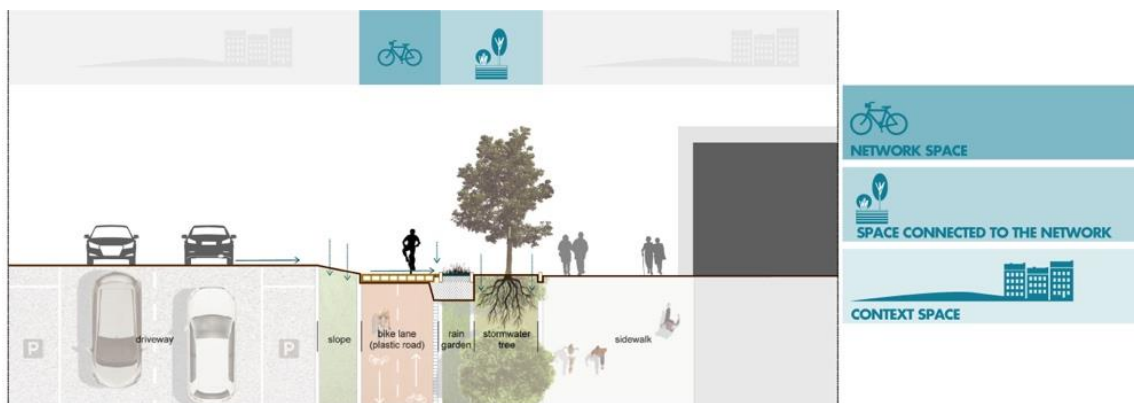 NETWORK SPACE
SPACE CONNECTED TO THE NETWORK
CONTEXT SPACE
P
driveway
P
slope
bike lane
(plastic road)
rain
garden
stormwater
tree
sidewalk